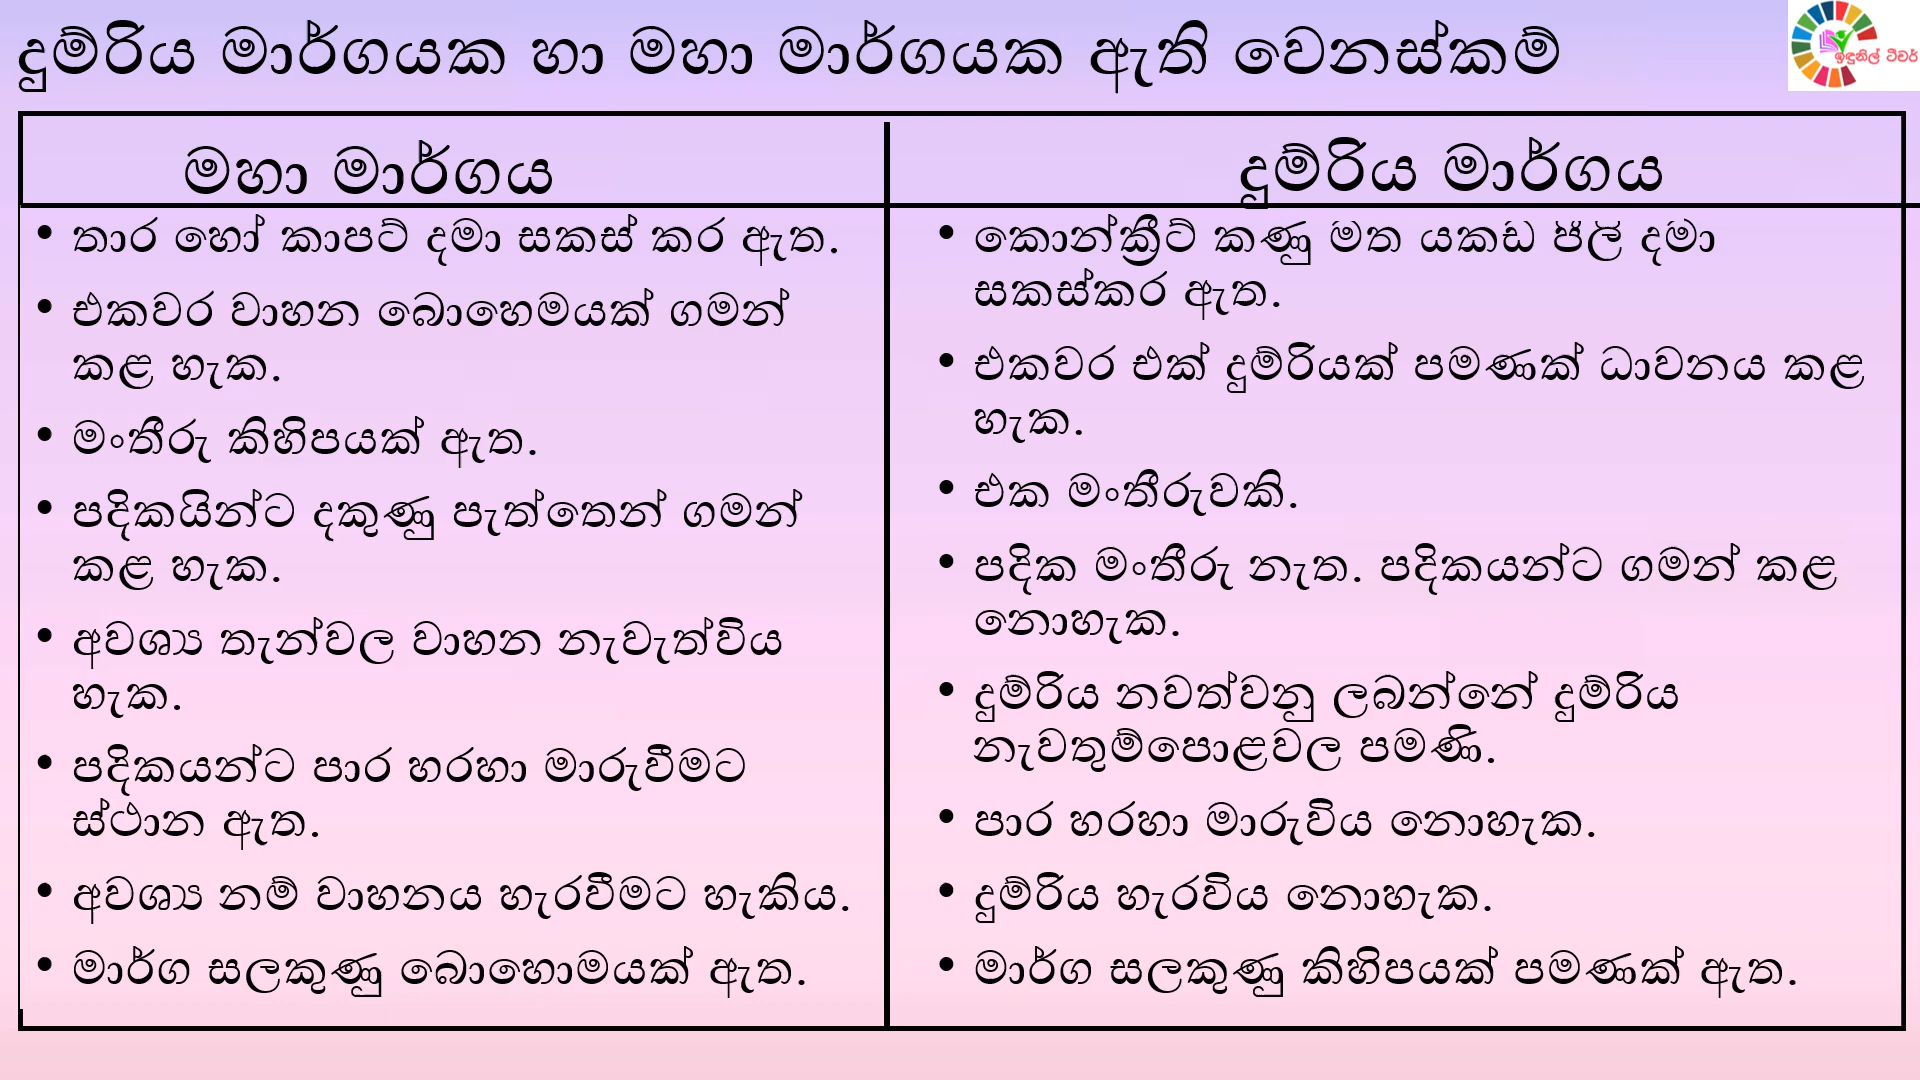 දුම්රිය මාර්ගයක හා මහා මාර්ගයක ඇති වෙනස්කම්
ඉඳුනිල් ටීචර්
මහා මාර්ගය
• තාර හෝ කාපට් දමා සකස් කර ඇත.
• එකවර වාහන බොහෙමයක් ගමන්
කළ හැක.
• මංතීරු කිහිපයක් ඇත.
• පදිකයින්ට දකුණු පැත්තෙන් ගමන්
කළ හැක.
• අවශ්‍ය තැන්වල වාහන නැවැත්විය
හැක.
• පදිකයන්ට පාර හරහා මාරුවීමට
ස්ථාන ඇත.
• අවශ්‍ය නම් වාහනය හැරවීමට හැකිය.
• මාර්ග සලකුණු බොහොමයක් ඇත.
දුම්රිය මාර්ගය
• කොන්ක්‍රීට් කණු මත යකඩ පීලි දමා
සකස්කර ඇත.
• එකවර එක් දුම්රියක් පමණක් ධාවනය කළ
හැක.
• එක මංතීරුවකි.
• පදික මංතීරු නැත. පදිකයන්ට ගමන් කළ
නොහැක.
• දුම්රිය නවත්වනු ලබන්නේ දුම්රිය
නැවතුම්පොළවල පමණි.
• පාර හරහා මාරුවිය නොහැක.
• දුම්රිය හැරවිය නොහැක.
• මාර්ග සලකුණු කිහිපයක් පමණක් ඇත.